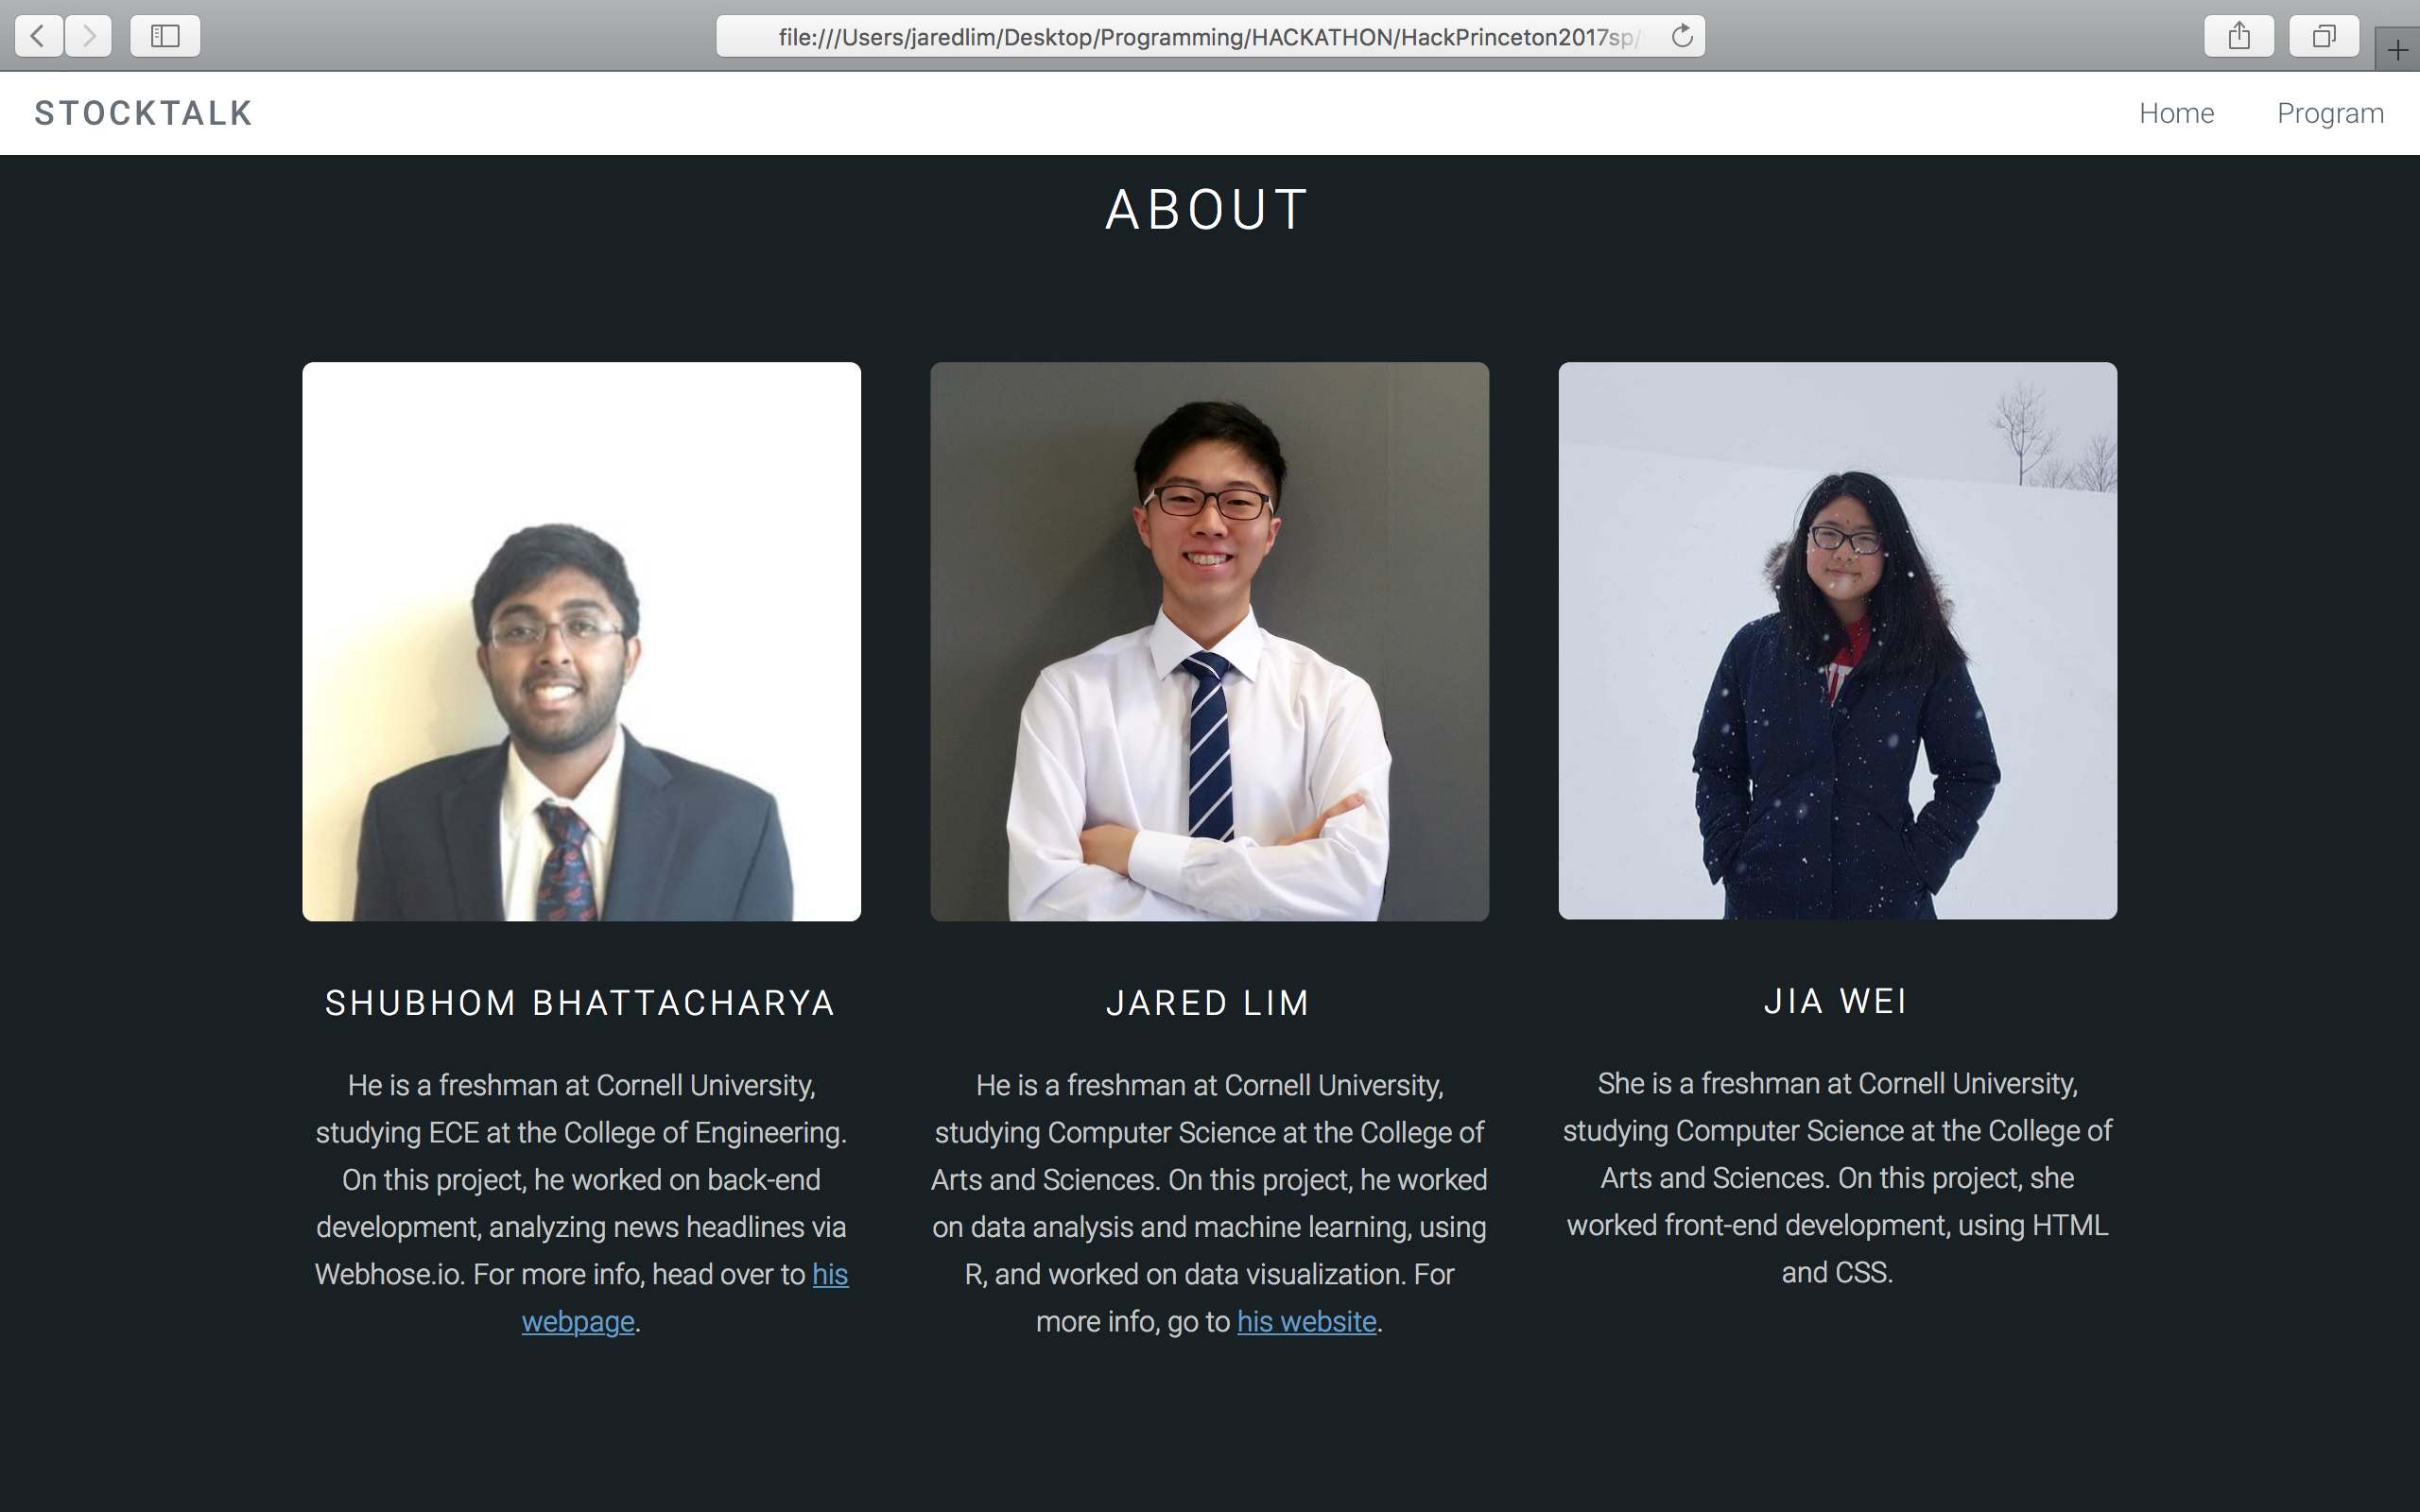 file:///Users/jaredlim/Desktop/Programming/HACKATHON/HackPrinceton2017sp/
STOCKTALK
Home
Program
ABOUT
SHUBHOM BHATTACHARYA
He is a freshman at Cornell University,
studying ECE at the College of Engineering.
On this project, he worked on back-end
development, analyzing news headlines via
Webhose.io. For more info, head over to his
webpage.
JARED LIM
He is a freshman at Cornell University,
studying Computer Science at the College of
Arts and Sciences. On this project, he worked
on data analysis and machine learning, using
R, and worked on data visualization. For
more info, go to his website.
JIA WEI
She is a freshman at Cornell University,
studying Computer Science at the College of
Arts and Sciences. On this project, she
worked front-end development, using HTML
and CSS.